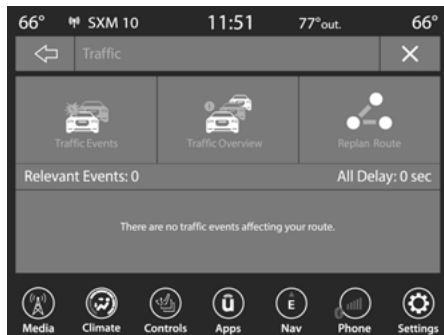 66° SXM 10 11:51 77°out. 66°
Traffic
Traffic Events Traffic Overview Replan Route
Relevant Events: 0 All Delay: 0 sec
There are no traffic events affecting your route.
ū E
Media Climate Controls Apps Nav Phone Settings